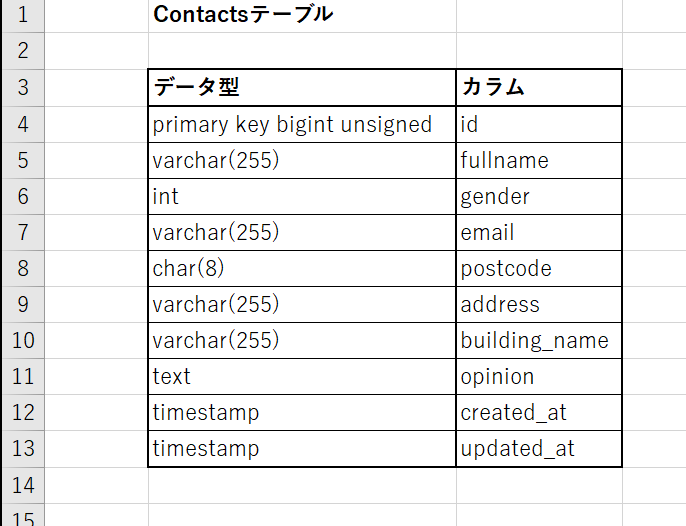 1 Contactsテーブル
2
3 データ型 カラム
4 primary key bigint unsigned id
5 varchar(255) fullname
6 int gender
7 varchar(255) email
8 char(8) postcode
9 varchar(255) address
10 varchar(255) building_name
11 text opinion
12 timestamp created_at
13 timestamp updated_at
14
15